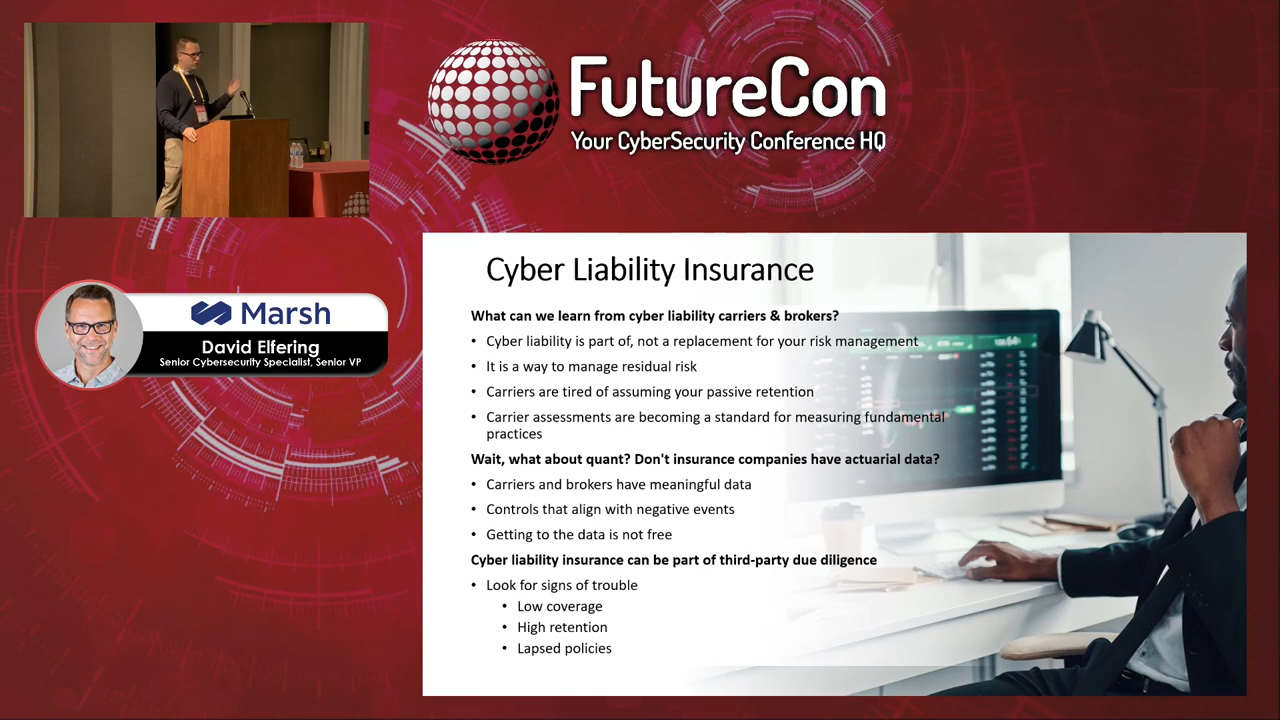 FutureCon
Your CyberSecurity Conference HQ
Marsh
David Elfering
Senior Cybersecurity Specialist, Senior VP
Cyber Liability Insurance
What can we learn from cyber liability carriers & brokers?
• Cyber liability is part of, not a replacement for your risk management
• It is a way to manage residual risk
• Carriers are tired of assuming your passive retention
• Carrier assessments are becoming a standard for measuring fundamental
practices
Wait, what about quant? Don't insurance companies have actuarial data?
• Carriers and brokers have meaningful data
• Controls that align with negative events
• Getting to the data is not free
Cyber liability insurance can be part of third-party due diligence
• Look for signs of trouble
• Low coverage
• High retention
• Lapsed policies